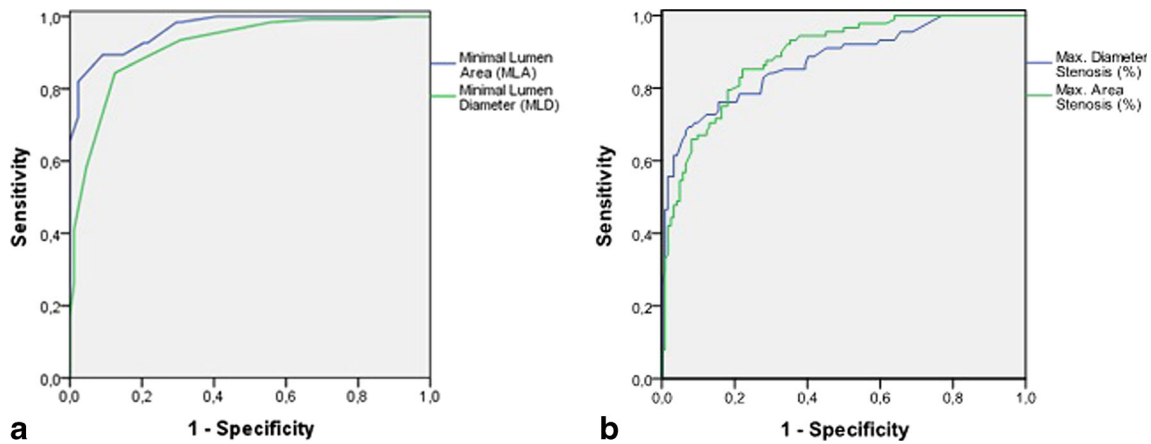 1,0
0,8
0,6
0,4
0,2
0,0
Sensitivity
0,0 0,2 0,4 0,6 0,8 1,0
1 - Specificity
Minimal Lumen
Area (MLA)
Minimal Lumen
Diameter (MLD)
a
1,0
0,8
0,6
0,4
0,2
0,0
Sensitivity
0,0 0,2 0,4 0,6 0,8 1,0
1 - Specificity
Max. Diameter
Stenosis (%)
Max. Area
Stenosis (%)
b